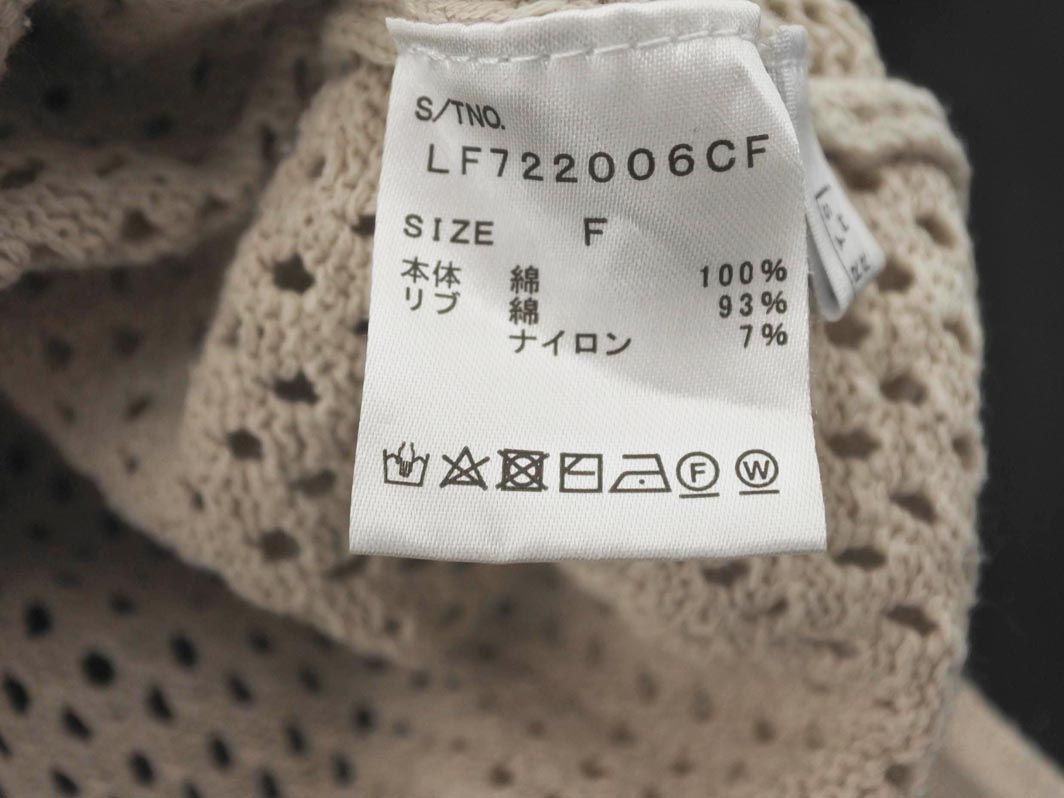 S/TNO.
LF722006CF
SIZE F
本体 綿 100%
リブ 綿 93%
ナイロン 7%
F W